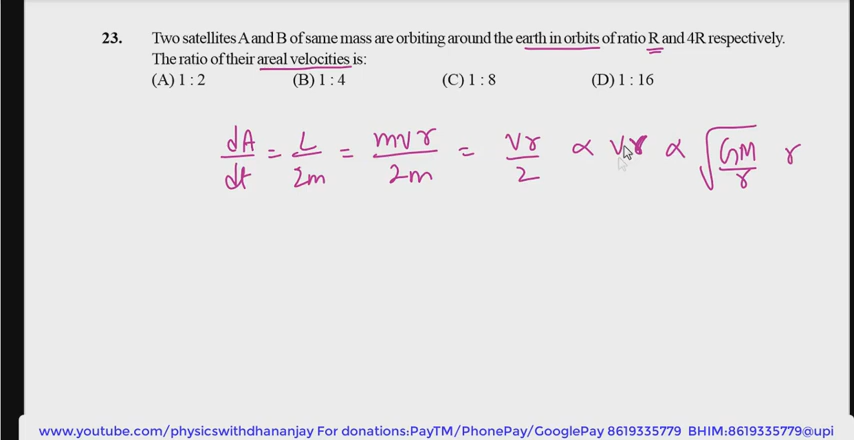 23. Two satellites A and B of same mass are orbiting around the earth in orbits of ratio R and 4R respectively.
The ratio of their areal velocities is:
(A) 1 : 2 (B) 1 : 4 (C) 1 : 8 (D) 1 : 16
dA/dt = L/2m = mvr/2m = vr/2 ∝ vr ∝ √(GM/r) r
www.youtube.com/physicswithdhananjay For donations:PayTM/PhonePay/GooglePay 8619335779 BHIM:8619335779@upi